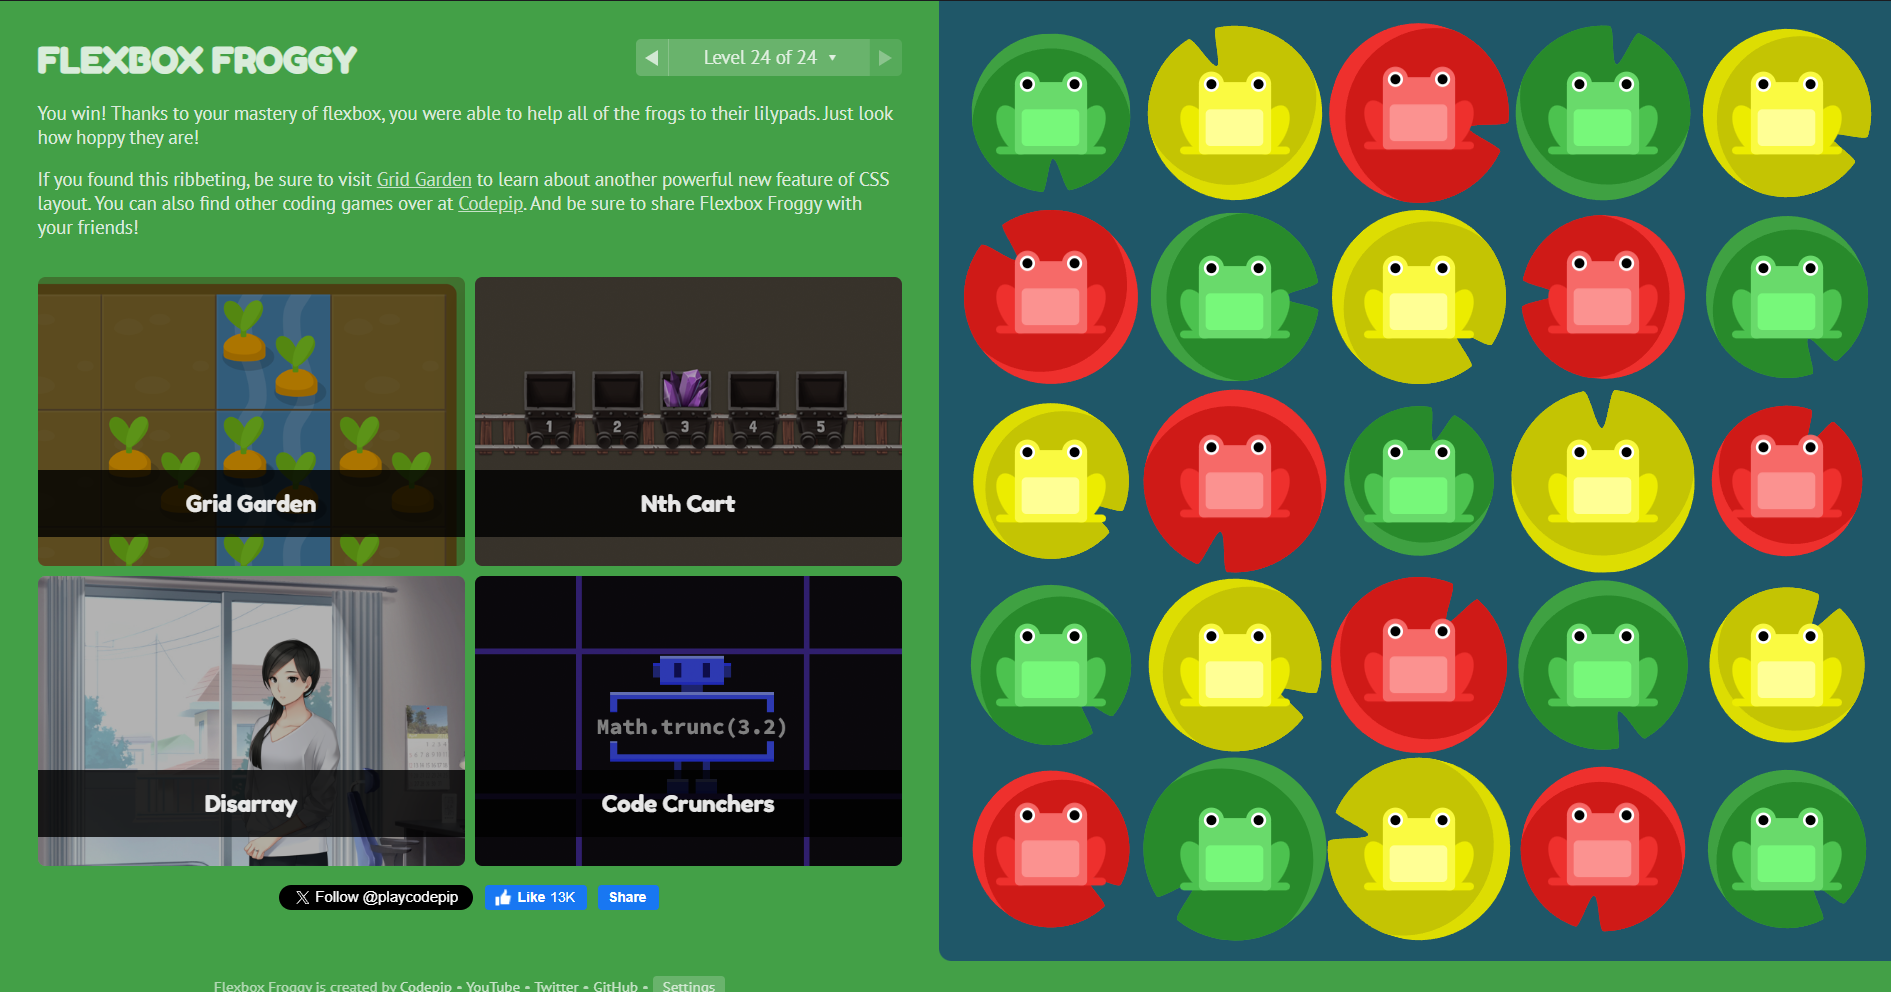 FLEXBOX FROGGY
◀ Level 24 of 24 ▼ ▶
You win! Thanks to your mastery of flexbox, you were able to help all of the frogs to their lilypads. Just look
how hoppy they are!
If you found this ribbeting, be sure to visit Grid Garden to learn about another powerful new feature of CSS
layout. You can also find other coding games over at Codepip. And be sure to share Flexbox Froggy with
your friends!
Grid Garden
1 2 3 4 5
Nth Cart
Disarray
Math.trunc(3.2)
Code Crunchers
X Follow @playcodepip
Like 13K
Share
Flexbox Froggy is created by Codepip • YouTube • Twitter • GitHub • Settings